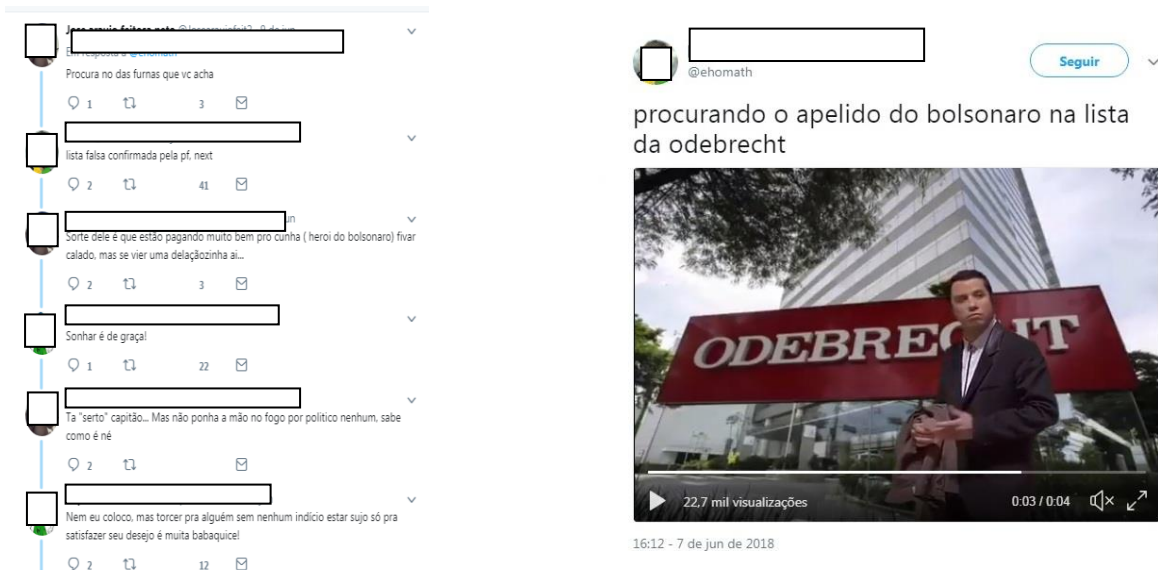 Procura no das furnas que vc acha
1
3
lista falsa confirmada pela pf, next
2
41
Sorte dele é que estão pagando muito bem pro cunha ( heroi do bolsonaro) fivar
calado, mas se vier uma delaçãozinha ai...
2
3
Sonhar é de graça!
1
22
Ta "serto" capitão... Mas não ponha a mão no fogo por politico nenhum, sabe
como é né
2
Nem eu coloco, mas torcer pra alguém sem nenhum indício estar sujo só pra
satisfazer seu desejo é muita babaquice!
2
12
@ehomath
Seguir
procurando o apelido do bolsonaro na lista
da odebrecht
ODEBRECHT
22,7 mil visualizações
0:03 / 0:04
16:12 - 7 de jun de 2018